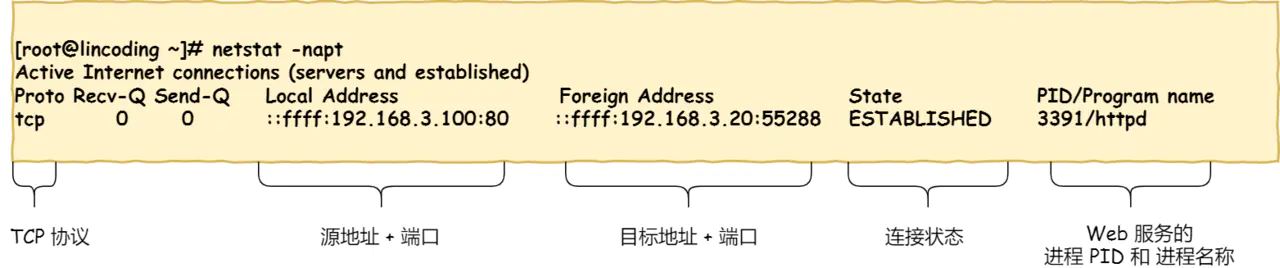 [root@lincoding ~]# netstat -napt
Active Internet connections (servers and established)
Proto Recv-Q Send-Q Local Address Foreign Address State PID/Program name
tcp 0 0 ::ffff:192.168.3.100:80 ::ffff:192.168.3.20:55288 ESTABLISHED 3391/httpd
TCP 协议 源地址 + 端口 目标地址 + 端口 连接状态 Web 服务的
进程 PID 和 进程名称